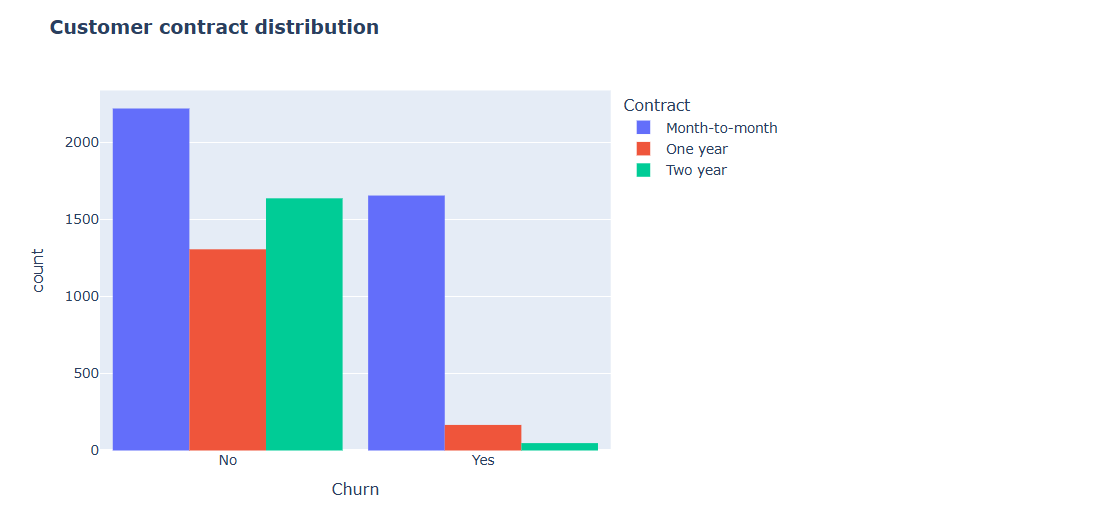 Customer contract distribution
Contract
Month-to-month
One year
Two year
2000
1500
1000
500
0
count
No
Yes
Churn